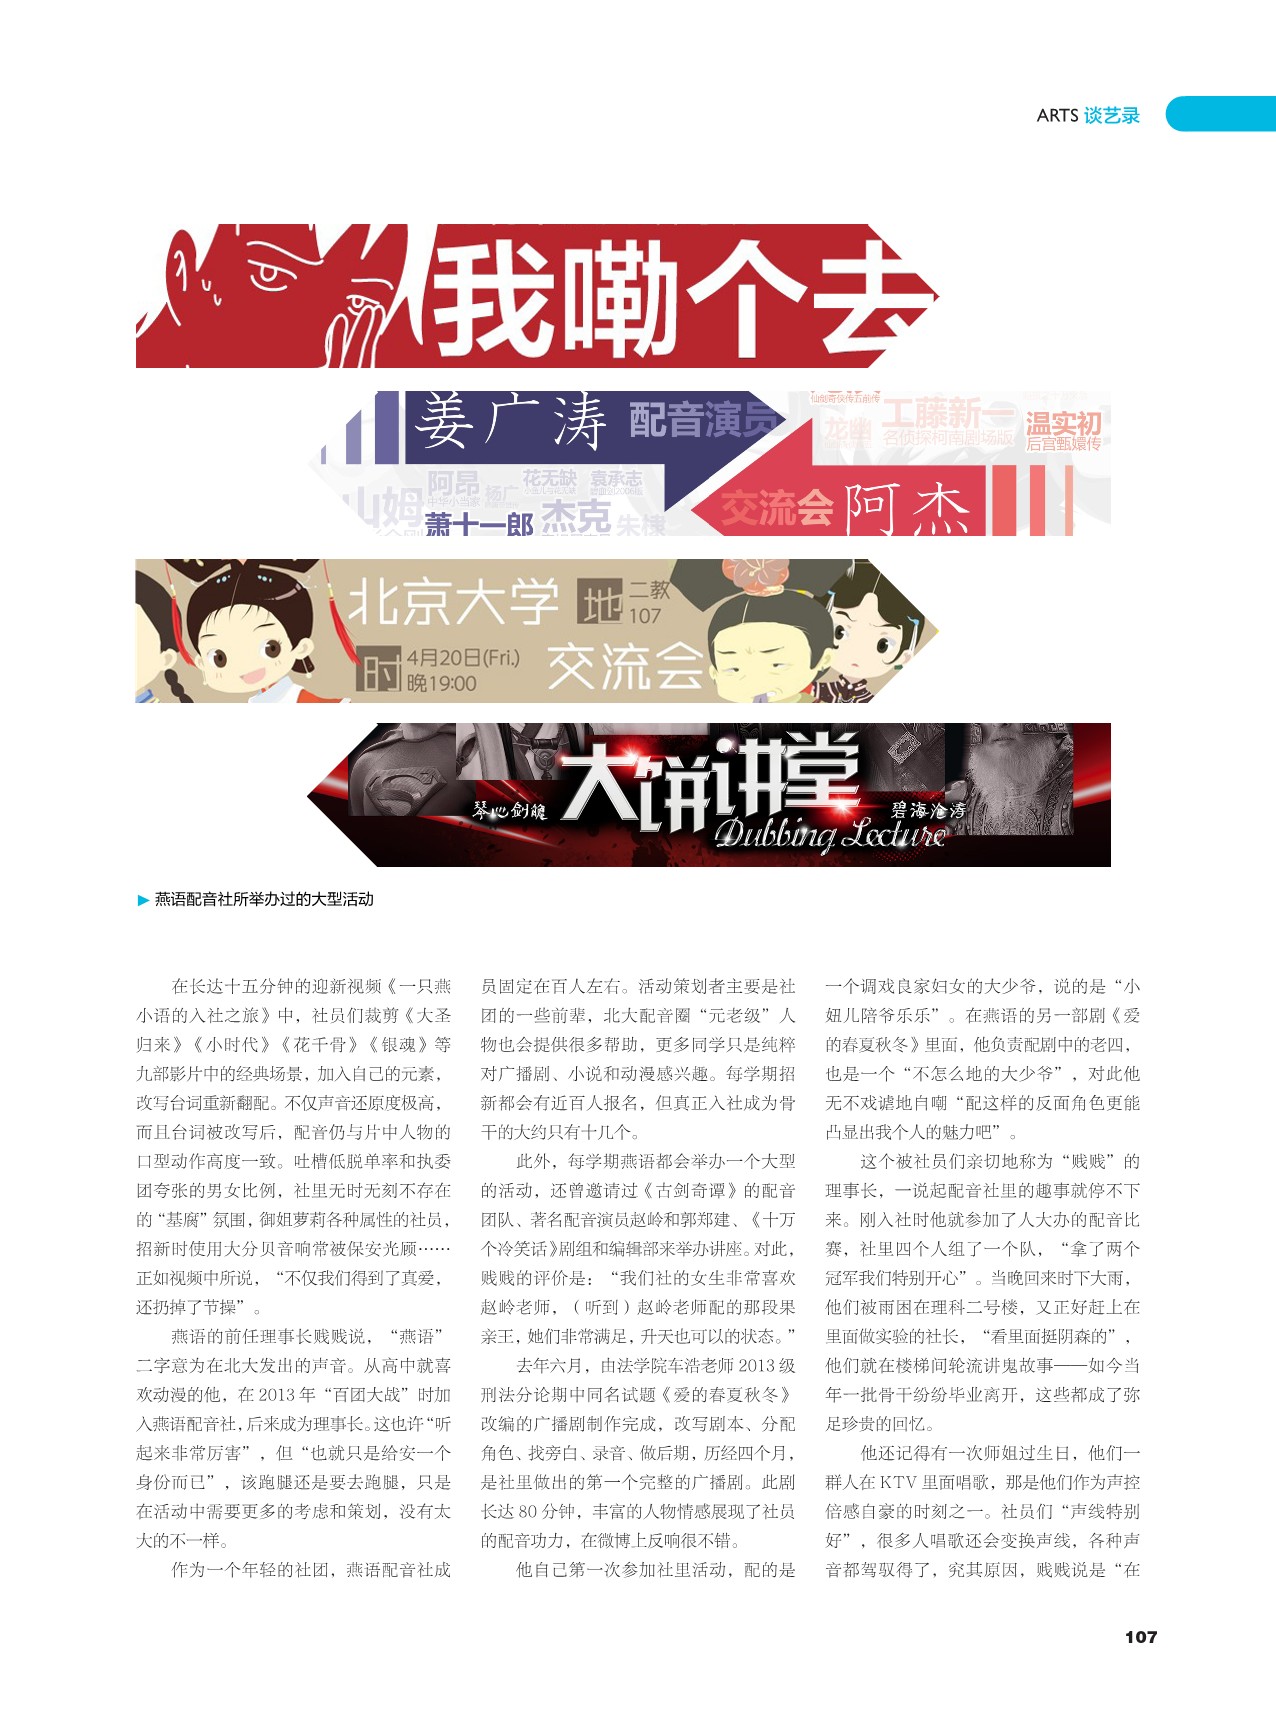 ARTS 谈艺录
我嘞个去
姜广涛 配音演员
仙剑奇侠传五前传
龙幽
工藤新一
名侦探柯南剧场版
温实初
后宫甄嬛传
山姆
阿昂
中华小当家
杨广
花无缺
袁承志
碧血剑2006版
萧十一郎
杰克
朱棣
交流会 阿杰
北京大学 地 二教
107
时 4月20日(Fri.)
晚19:00
交流会
大饼讲堂
琴心剑魄
碧海沧涛
Dubbing Lecture
▶ 燕语配音社所举办过的大型活动
在长达十五分钟的迎新视频《一只燕
小语的入社之旅》中，社员们裁剪《大圣
归来》《小时代》《花千骨》《银魂》等
九部影片中的经典场景，加入自己的元素，
改写台词重新翻配。不仅声音还原度极高，
而且台词被改写后，配音仍与片中人物的
口型动作高度一致。吐槽低脱单率和执委
团夸张的男女比例，社里无时无刻不存在
的“基腐”氛围，御姐萝莉各种属性的社员，
招新时使用大分贝音响常被保安光顾……
正如视频中所说，“不仅我们得到了真爱，
还扔掉了节操”。
燕语的前任理事长贱贱说，“燕语”
二字意为在北大发出的声音。从高中就喜
欢动漫的他，在 2013 年“百团大战”时加
入燕语配音社，后来成为理事长。这也许“听
起来非常厉害”，但“也就只是给安一个
身份而已”，该跑腿还是要去跑腿，只是
在活动中需要更多的考虑和策划，没有太
大的不一样。
作为一个年轻的社团，燕语配音社成
员固定在百人左右。活动策划者主要是社
团的一些前辈，北大配音圈“元老级”人
物也会提供很多帮助，更多同学只是纯粹
对广播剧、小说和动漫感兴趣。每学期招
新都会有近百人报名，但真正入社成为骨
干的大约只有十几个。
此外，每学期燕语都会举办一个大型
的活动，还曾邀请过《古剑奇谭》的配音
团队、著名配音演员赵岭和郭郑建、《十万
个冷笑话》剧组和编辑部来举办讲座。对此，
贱贱的评价是：“我们社的女生非常喜欢
赵岭老师，（听到）赵岭老师配的那段果
亲王，她们非常满足，升天也可以的状态。”
去年六月，由法学院车浩老师 2013 级
刑法分论期中同名试题《爱的春夏秋冬》
改编的广播剧制作完成，改写剧本、分配
角色、找旁白、录音、做后期，历经四个月，
是社里做出的第一个完整的广播剧。此剧
长达 80 分钟，丰富的人物情感展现了社员
的配音功力，在微博上反响很不错。
他自己第一次参加社里活动，配的是
一个调戏良家妇女的大少爷，说的是“小
妞儿陪爷乐乐”。在燕语的另一部剧《爱
的春夏秋冬》里面，他负责配剧中的老四，
也是一个“不怎么地的大少爷”，对此他
无不戏谑地自嘲“配这样的反面角色更能
凸显出我个人的魅力吧”。
这个被社员们亲切地称为“贱贱”的
理事长，一说起配音社里的趣事就停不下
来。刚入社时他就参加了人大办的配音比
赛，社里四个人组了一个队，“拿了两个
冠军我们特别开心”。当晚回来时下大雨，
他们被雨困在理科二号楼，又正好赶上在
里面做实验的社长，“看里面挺阴森的”，
他们就在楼梯间轮流讲鬼故事——如今当
年一批骨干纷纷毕业离开，这些都成了弥
足珍贵的回忆。
他还记得有一次师姐过生日，他们一
群人在 KTV 里面唱歌，那是他们作为声控
倍感自豪的时刻之一。社员们“声线特别
好”，很多人唱歌还会变换声线，各种声
音都驾驭得了，究其原因，贱贱说是“在
107